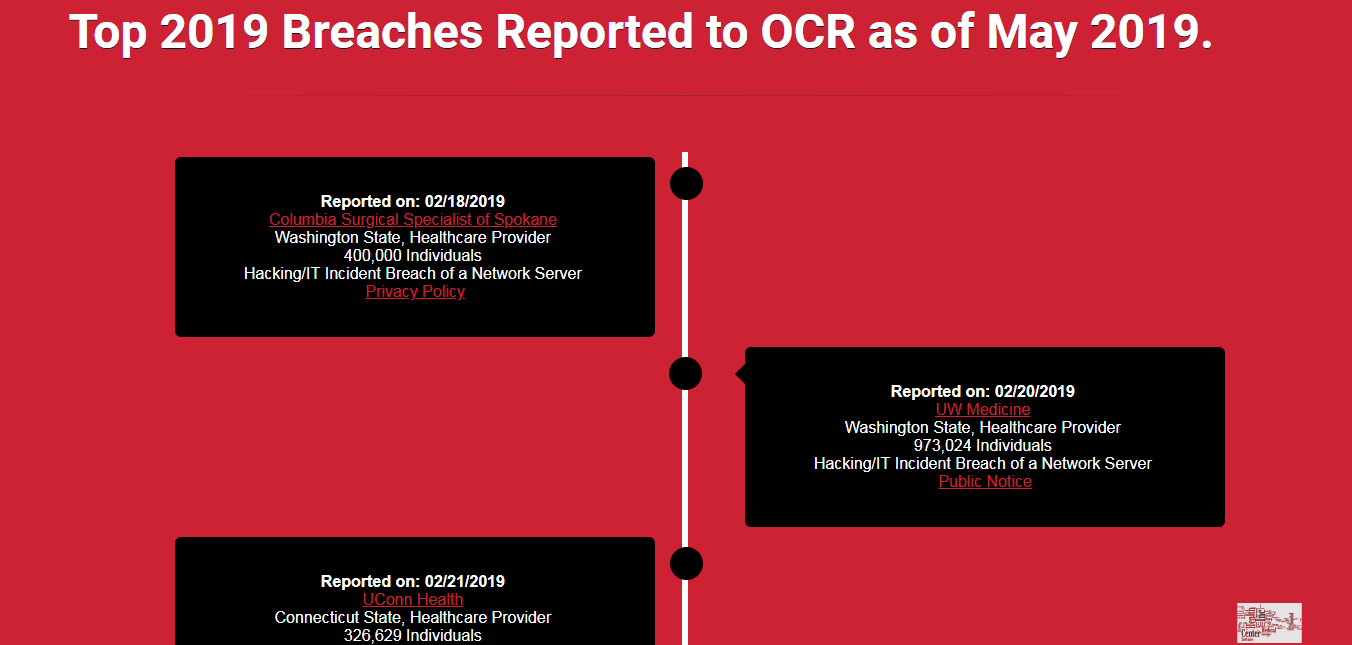 Top 2019 Breaches Reported to OCR as of May 2019.
Reported on: 02/18/2019
Columbia Surgical Specialist of Spokane
Washington State, Healthcare Provider
400,000 Individuals
Hacking/IT Incident Breach of a Network Server
Privacy Policy
Reported on: 02/20/2019
UW Medicine
Washington State, Healthcare Provider
973,024 Individuals
Hacking/IT Incident Breach of a Network Server
Public Notice
Reported on: 02/21/2019
UConn Health
Connecticut State, Healthcare Provider
326,629 Individuals
Center